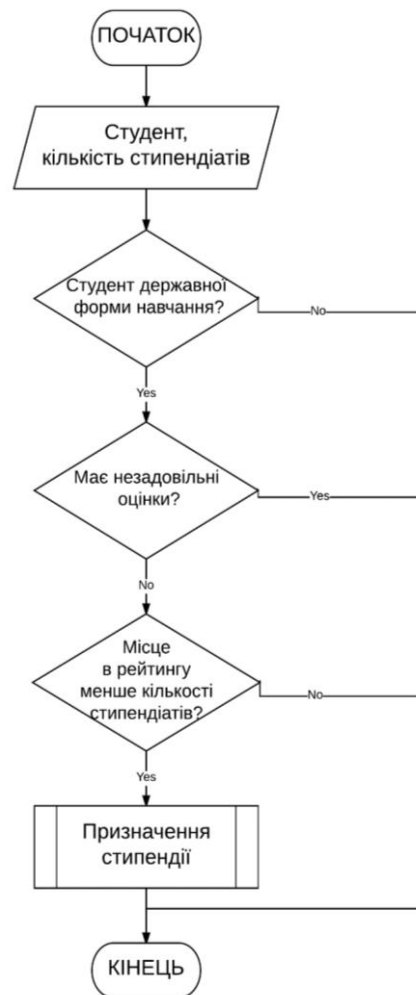 ПОЧАТОК
Студент,
кількість стипендіатів
Студент державної
форми навчання?
No
Yes
Має незадовільні
оцінки?
Yes
No
Місце
в рейтингу
менше кількості
стипендіатів?
No
Yes
Призначення
стипендії
КІНЕЦЬ